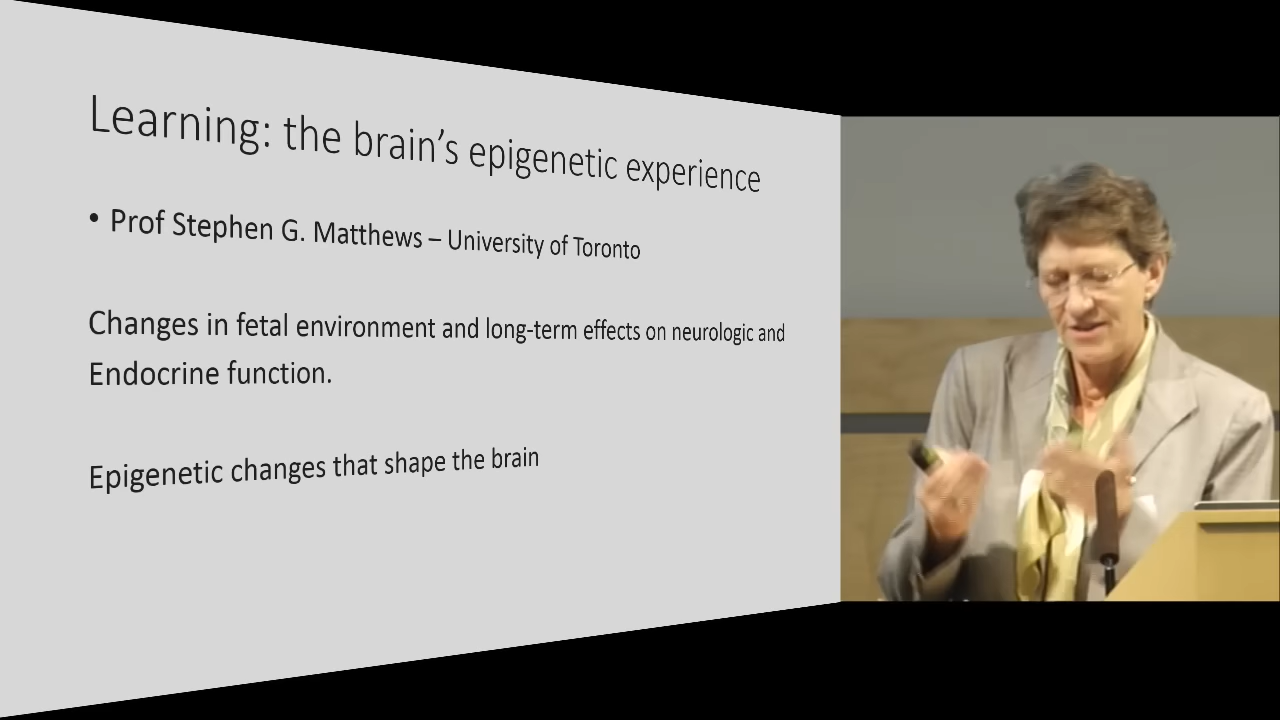 Learning: the brain’s epigenetic experience
• Prof Stephen G. Matthews – University of Toronto
Changes in fetal environment and long-term effects on neurologic and
Endocrine function.
Epigenetic changes that shape the brain